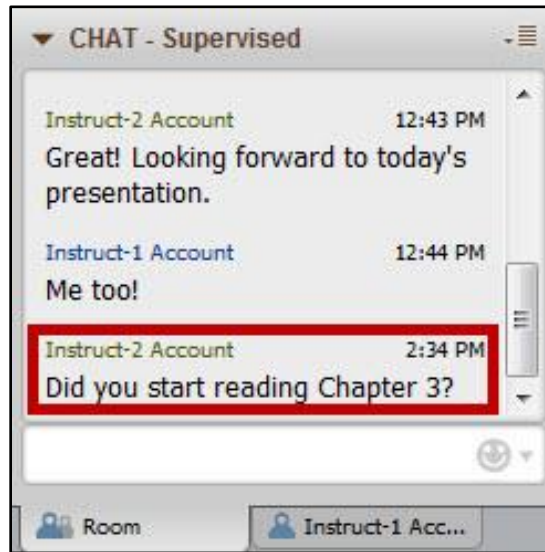 CHAT - Supervised
Instruct-2 Account 12:43 PM
Great! Looking forward to today's
presentation.
Instruct-1 Account 12:44 PM
Me too!
Instruct-2 Account 2:34 PM
Did you start reading Chapter 3?
Room Instruct-1 Acc...